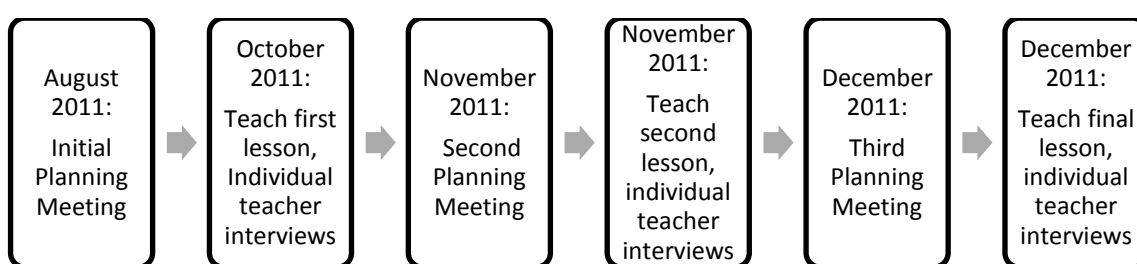 August
2011:
Initial
Planning
Meeting
October
2011:
Teach first
lesson,
Individual
teacher
interviews
November
2011:
Second
Planning
Meeting
November
2011:
Teach
second
lesson,
individual
teacher
interviews
December
2011:
Third
Planning
Meeting
December
2011:
Teach final
lesson,
individual
teacher
interviews